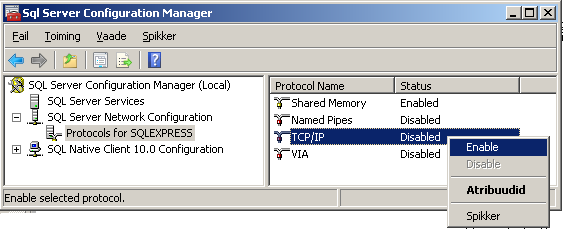 Sql Server Configuration Manager
Fail Toiming Vaade Spikker
SQL Server Configuration Manager (Local)
SQL Server Services
SQL Server Network Configuration
Protocols for SQLEXPRESS
SQL Native Client 10.0 Configuration
Protocol Name Status
Shared Memory Enabled
Named Pipes Disabled
TCP/IP Disabled
VIA Disabled
Enable
Disable
Atribuudid
Spikker
Enable selected protocol.